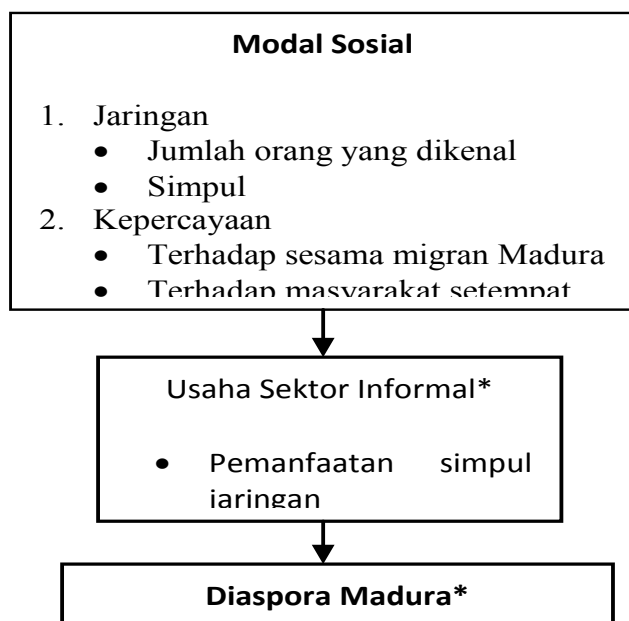 Modal Sosial
1. Jaringan
• Jumlah orang yang dikenal
• Simpul
2. Kepercayaan
• Terhadap sesama migran Madura
• Terhadap masyarakat setempat
Usaha Sektor Informal*
• Pemanfaatan simpul
jaringan
Diaspora Madura*